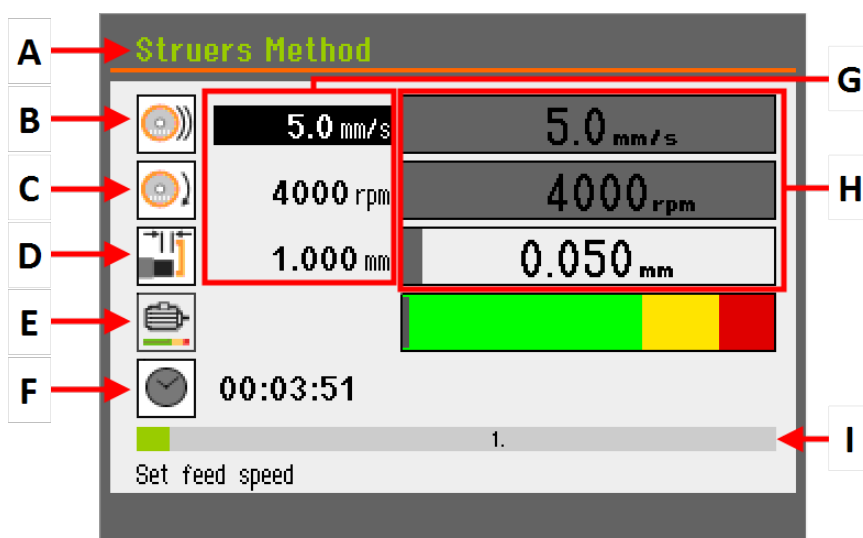 A
Struers Method
G
B
5.0 mm/s
5.0 mm/s
C
4000 rpm
4000 rpm
H
D
1.000 mm
0.050 mm
E
F
00:03:51
1.
I
Set feed speed